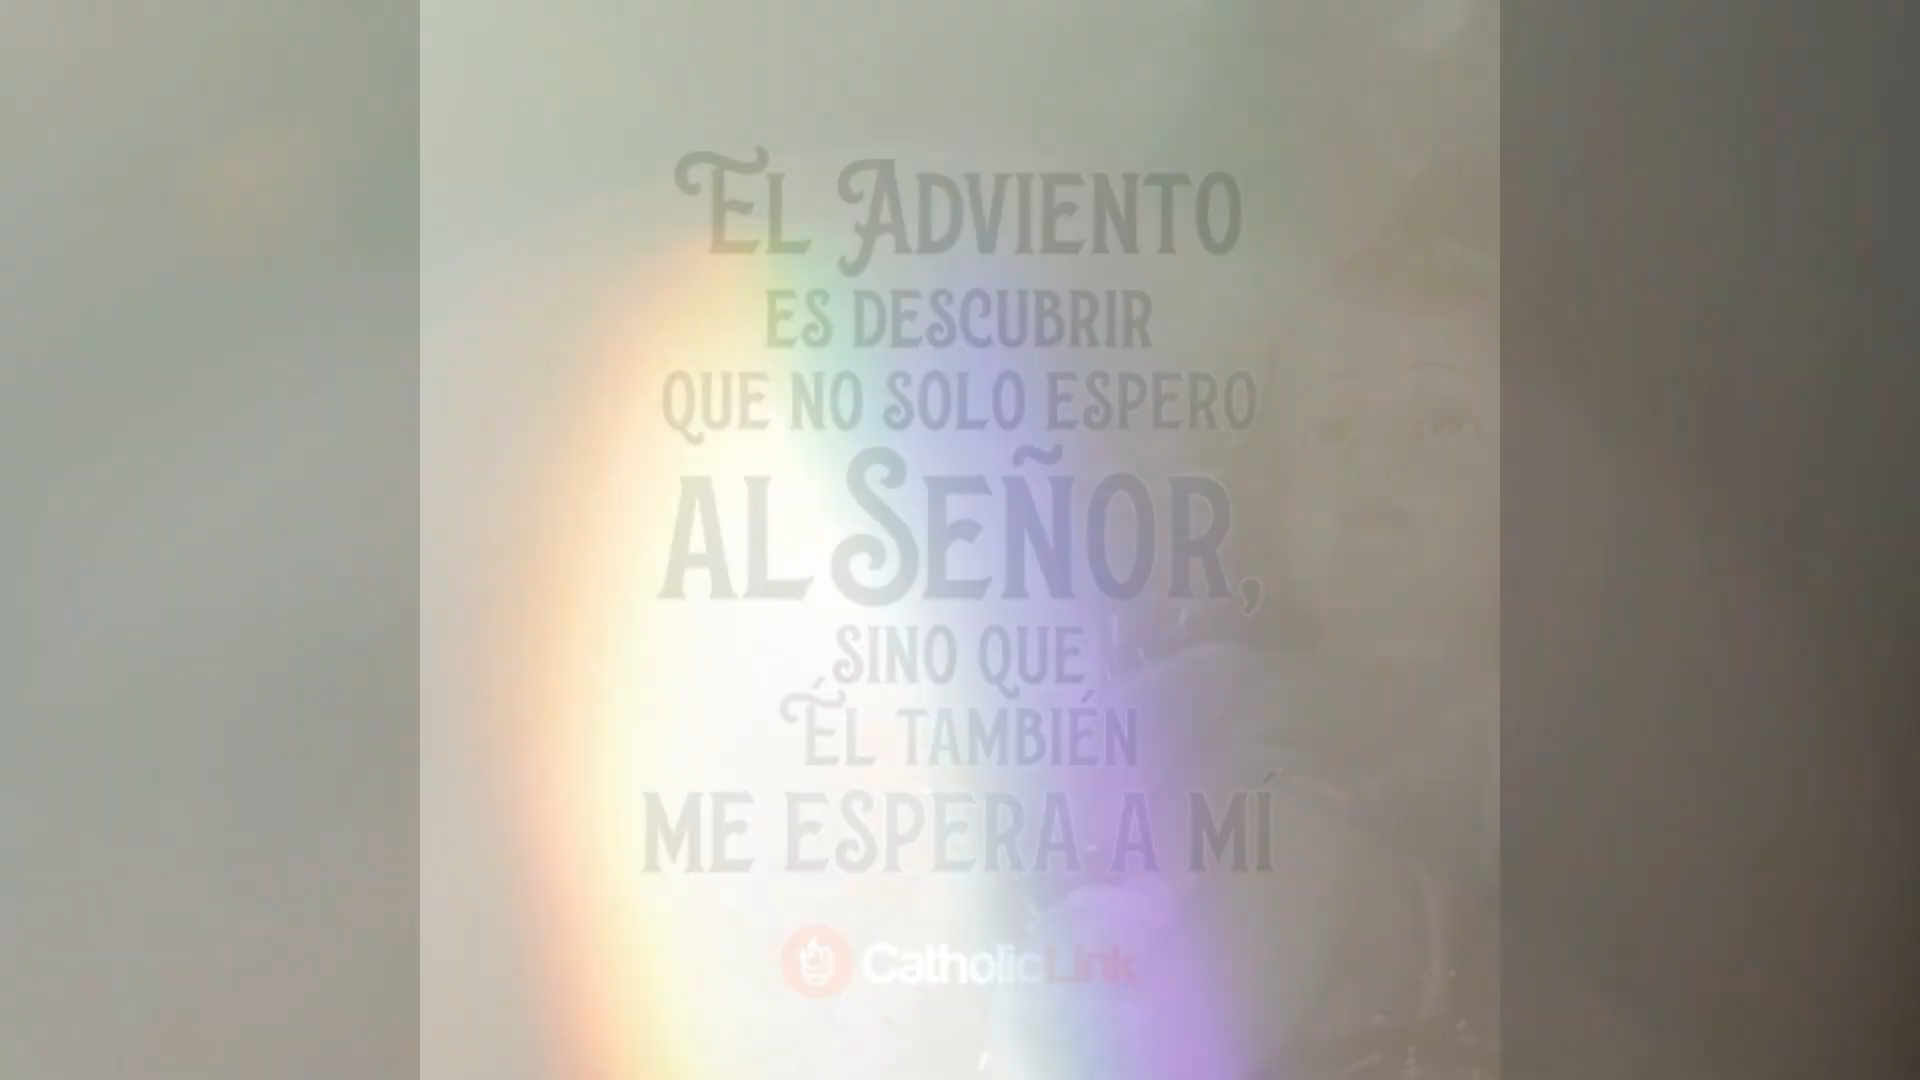 El Adviento
es descubrir
que no solo espero
al Señor,
sino que
Él también
me espera a mí
CatholicLink